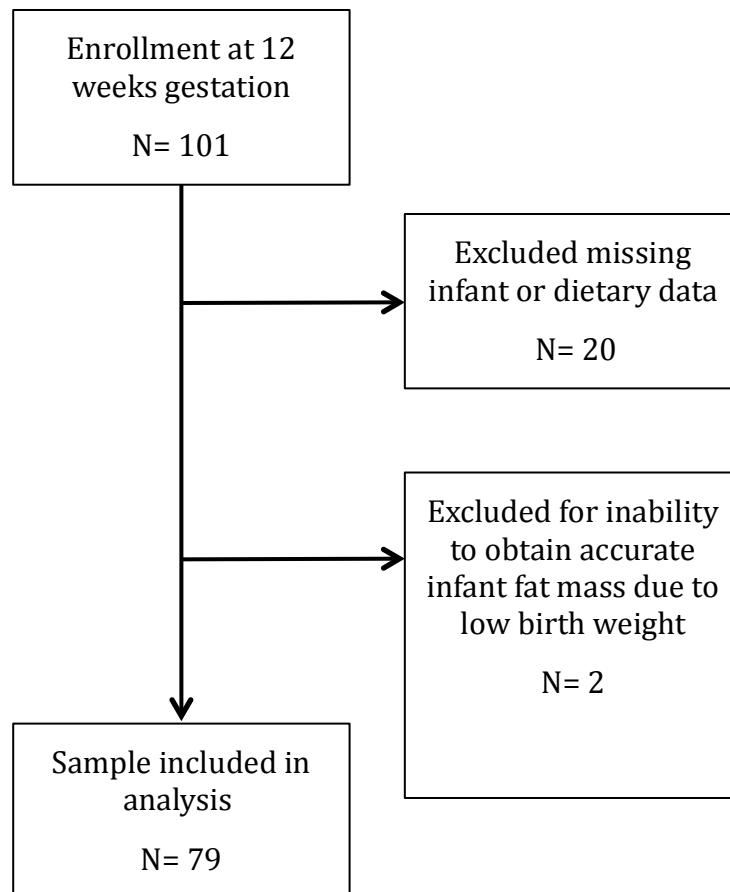 Enrollment at 12
weeks gestation
N= 101
Excluded missing
infant or dietary data
N= 20
Excluded for inability
to obtain accurate
infant fat mass due to
low birth weight
N= 2
Sample included in
analysis
N= 79